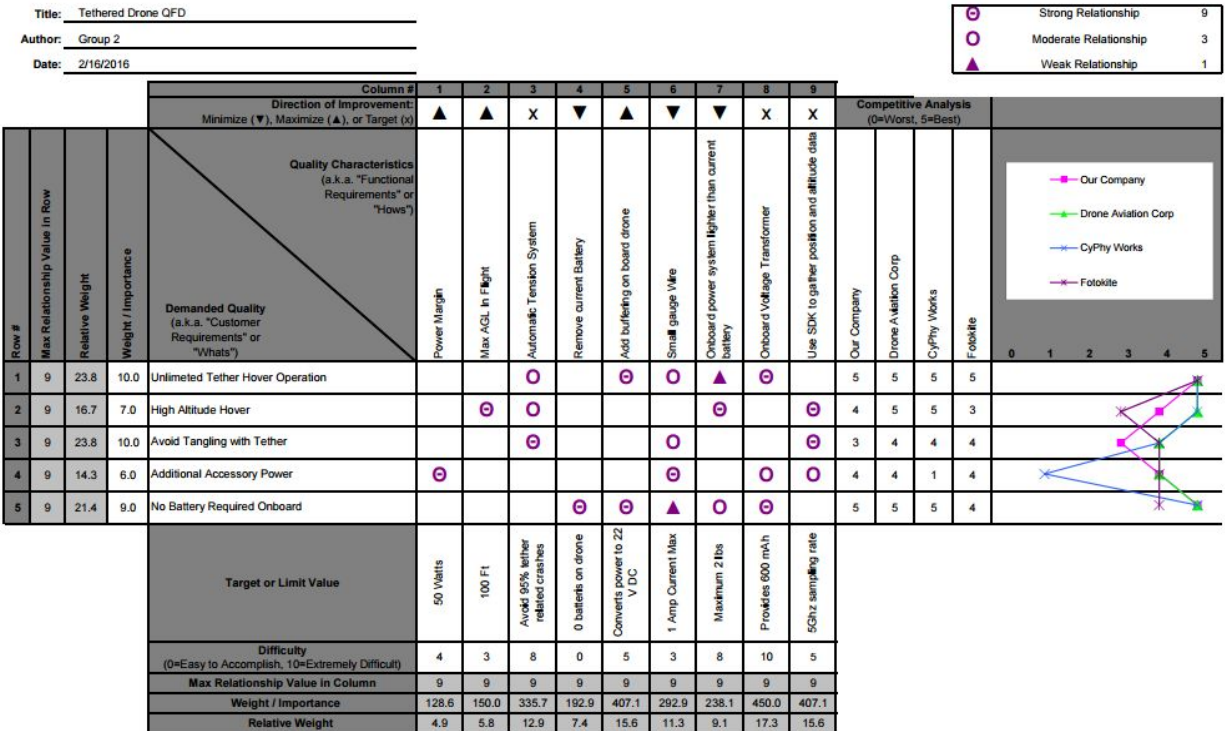 Title: Tethered Drone QFD
Author: Group 2
Date: 2/16/2016
Θ Strong Relationship 9
Ο Moderate Relationship 3
▲ Weak Relationship 1
Column # 1 2 3 4 5 6 7 8 9
Direction of Improvement:
Minimize (▼), Maximize (▲), or Target (x) ▲ ▲ x ▼ ▲ ▼ ▼ x x
Competitive Analysis
(0=Worst, 5=Best)
Row #
Max Relationship Value in Row
Relative Weight
Weight / Importance
Quality Characteristics
(a.k.a. "Functional
Requirements" or
"Hows")
Demanded Quality
(a.k.a. "Customer
Requirements" or
"Whats")
Power Margin
Max AGL In Flight
Automatic Tension System
Remove current Battery
Add buffering on board drone
Small gauge Wire
Onboard power system lighter than current
battery
Onboard Voltage Transformer
Use SDK to gather position and altitude data
Our Company
Drone Aviation Corp
CyPhy Works
Fotokite
Our Company
Drone Aviation Corp
CyPhy Works
Fotokite
0 1 2 3 4 5
1 9 23.8 10.0 Unlimeted Tether Hover Operation Ο Θ Ο ▲ Θ 5 5 5 5
2 9 16.7 7.0 High Altitude Hover Θ Ο Θ Θ 4 5 5 3
3 9 23.8 10.0 Avoid Tangling with Tether Θ Ο Θ 3 4 4 4
4 9 14.3 6.0 Additional Accessory Power Θ Θ Ο Ο 4 4 1 4
5 9 21.4 9.0 No Battery Required Onboard Θ Θ ▲ Ο Θ 5 5 5 4
Target or Limit Value
50 Watts
100 Ft
Avoid 95% tether
related crashes
0 batteris on drone
Converts power to 22
V DC
1 Amp Current Max
Maximum 2 lbs
Provides 600 mAh
5Ghz sampling rate
Difficulty
(0=Easy to Accomplish, 10=Extremely Difficult) 4 3 8 0 5 3 8 10 5
Max Relationship Value in Column 9 9 9 9 9 9 9 9 9
Weight / Importance 128.6 150.0 335.7 192.9 407.1 292.9 238.1 450.0 407.1
Relative Weight 4.9 5.8 12.9 7.4 15.6 11.3 9.1 17.3 15.6